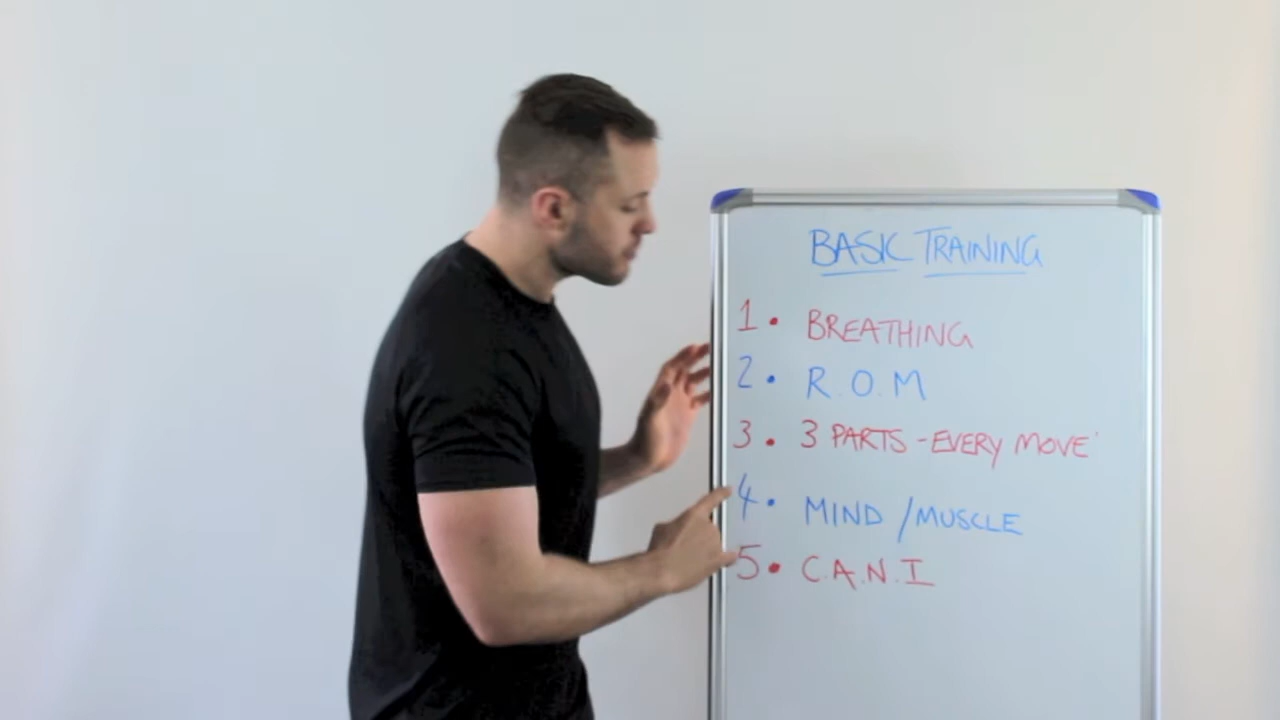 BASIC TRAINING
1. BREATHING
2. R.O.M
3. 3 PARTS - EVERY MOVE
4. MIND / MUSCLE
5. C.A.N.I